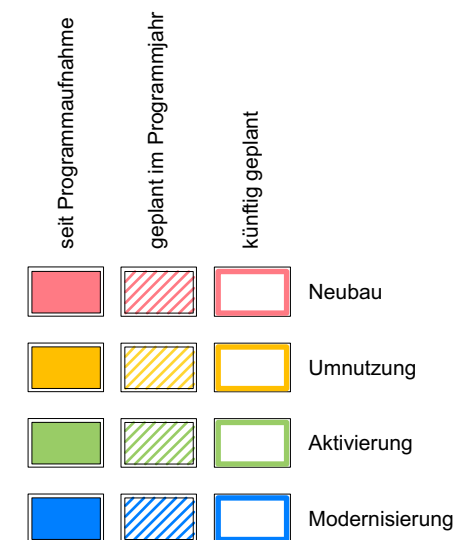 seit Programmaufnahme
geplant im Programmjahr
künftig geplant
Neubau
Umnutzung
Aktivierung
Modernisierung